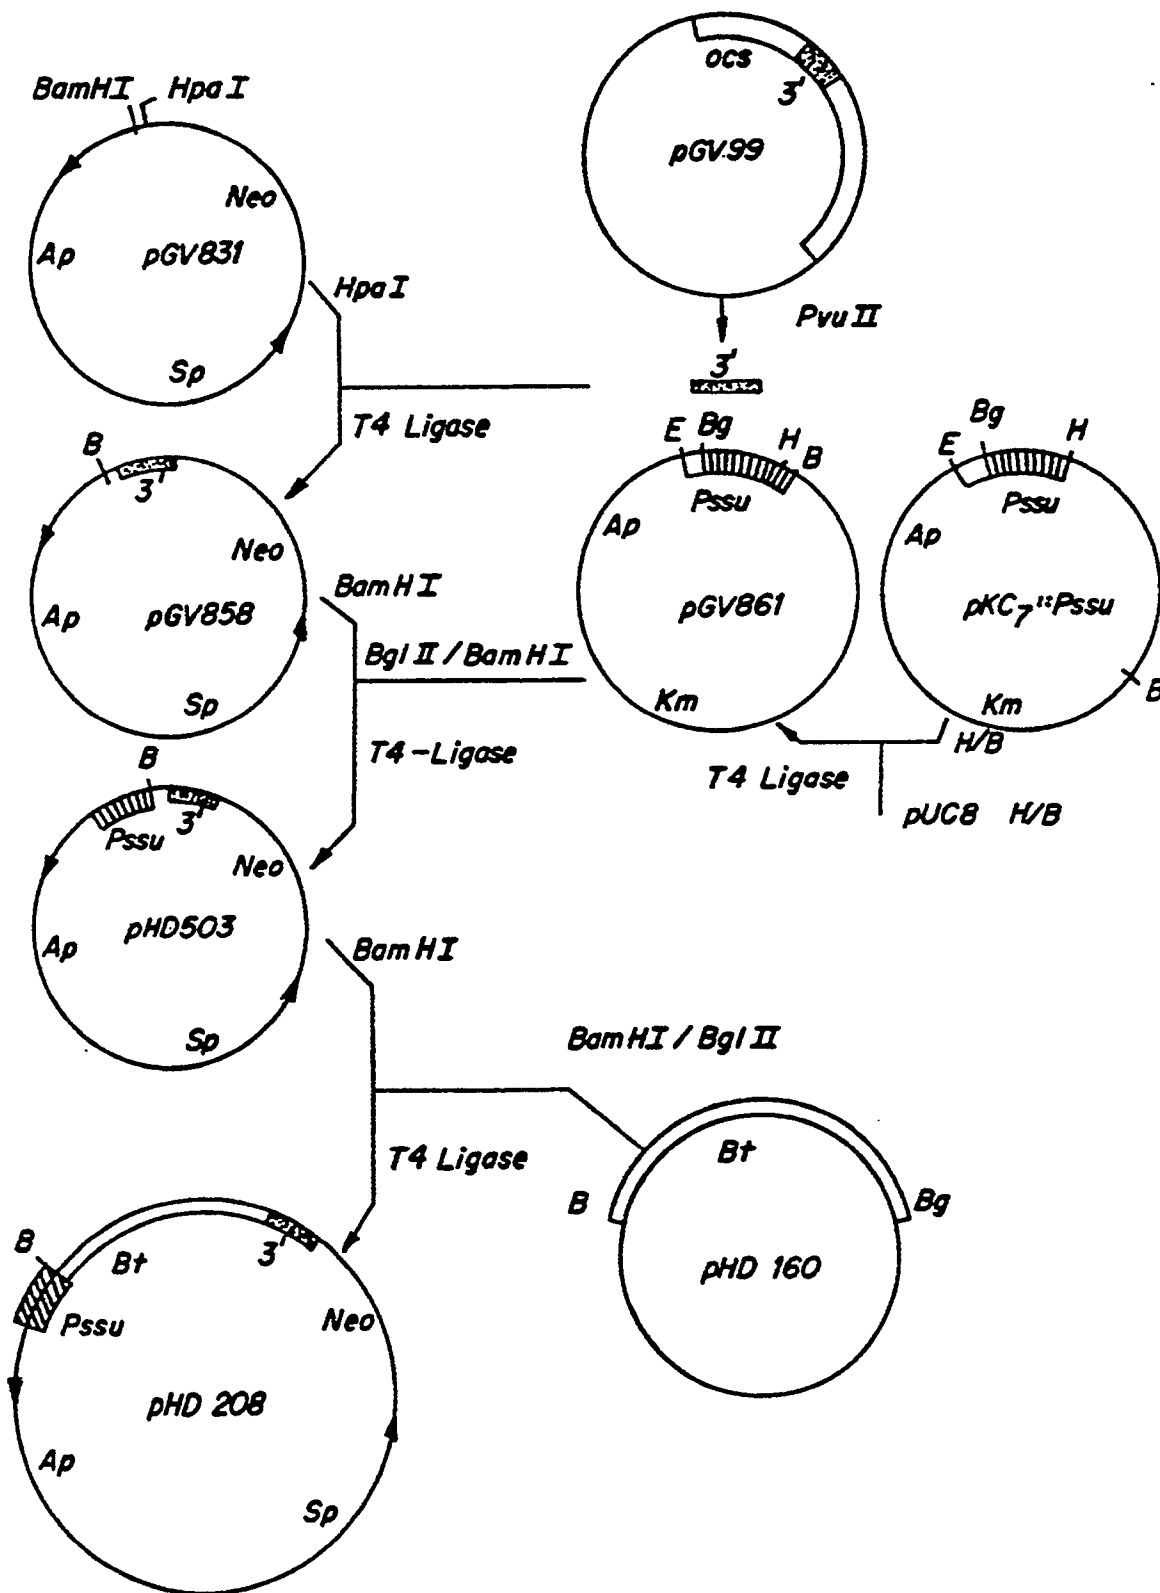 BamHI HpaI
Neo
Ap pGV831
Sp
HpaI
T4 Ligase
ocs
3'
pGV99
PvuII
3'
B
3'
Neo
Ap pGV858
Sp
BamHI
BglII/BamHI
T4-Ligase
E Bg H B
Pssu
Ap
pGV861
Km
E Bg H
Pssu
Ap
pKC7::Pssu
B
Km
H/B
T4 Ligase
pUC8 H/B
B
Pssu 3'
Neo
pHD503
Ap
Sp
BamHI
BamHI/BglII
T4 Ligase
Bt
B Bg
pHD 160
B
Bt 3'
Pssu Neo
pHD 208
Ap
Sp